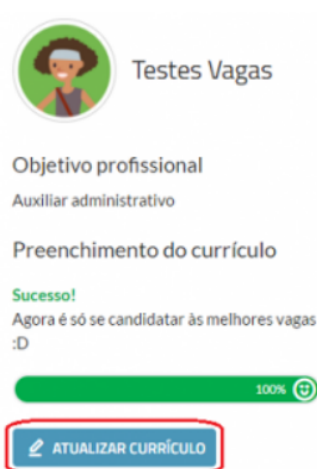 Testes Vagas
Objetivo profissional
Auxiliar administrativo
Preenchimento do currículo
Sucesso!
Agora é só se candidatar às melhores vagas
:D
100%
ATUALIZAR CURRÍCULO